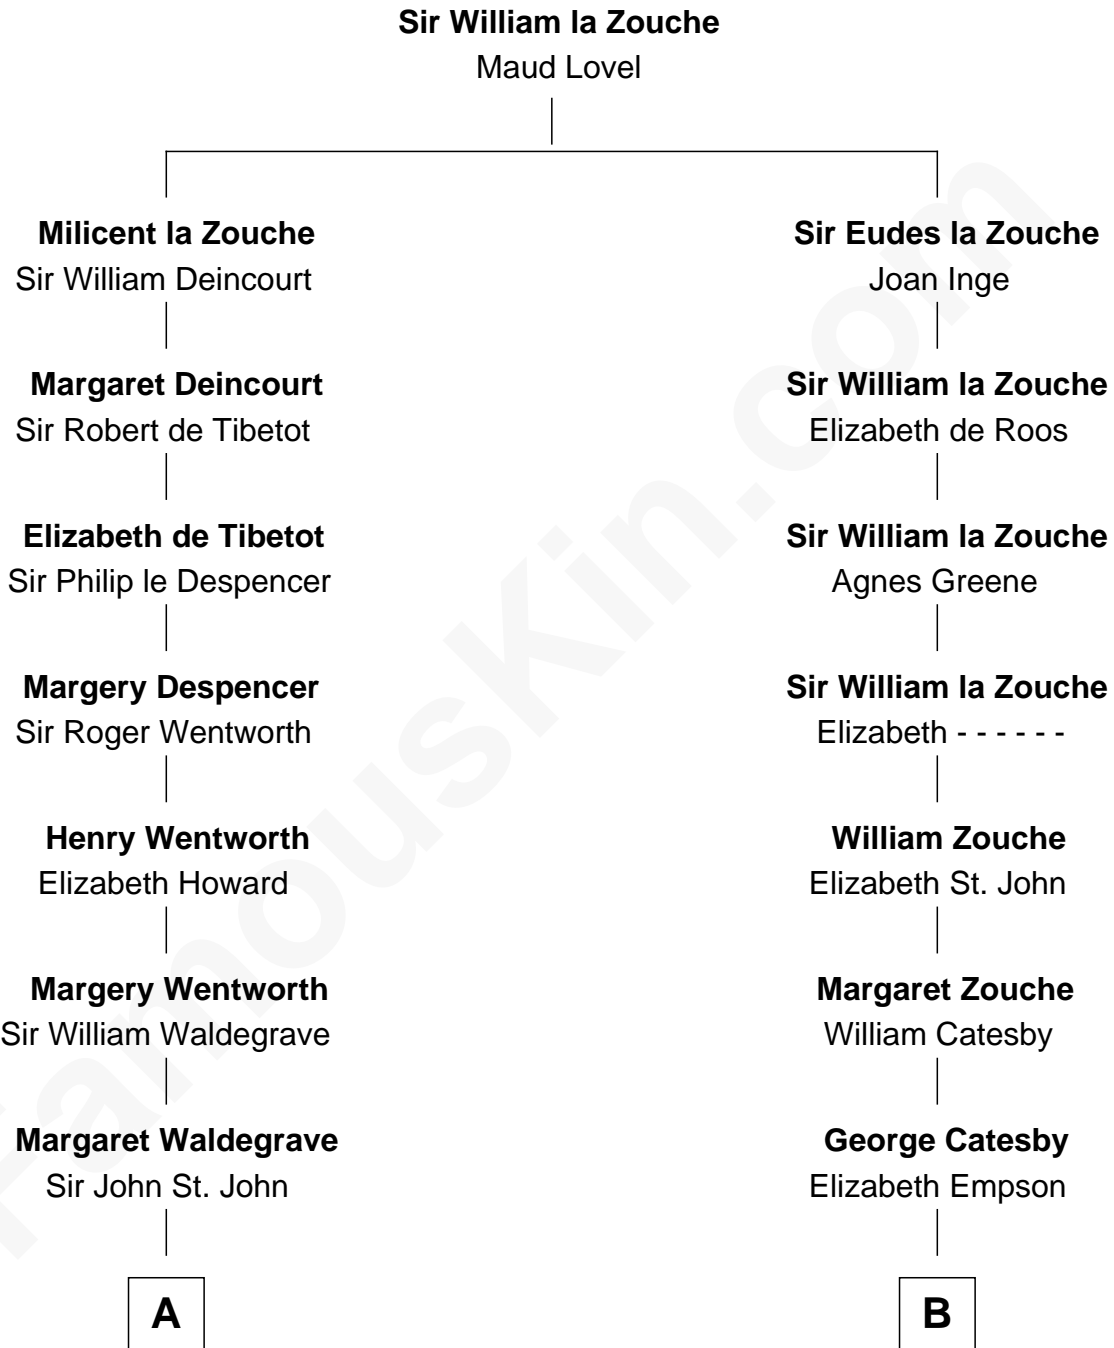 Sir William la Zouche
Maud Lovel
Milicent la Zouche
Sir William Deincourt
Sir Eudes la Zouche
Joan Inge
Margaret Deincourt
Sir Robert de Tibetot
Sir William la Zouche
Elizabeth de Roos
Elizabeth de Tibetot
Sir Philip le Despencer
Sir William la Zouche
Agnes Greene
Margery Despencer
Sir Roger Wentworth
Sir William la Zouche
Elizabeth - - - - - -
Henry Wentworth
Elizabeth Howard
William Zouche
Elizabeth St. John
Margery Wentworth
Sir William Waldegrave
Margaret Zouche
William Catesby
Margaret Waldegrave
Sir John St. John
George Catesby
Elizabeth Empson
A
B
FamousKin.com